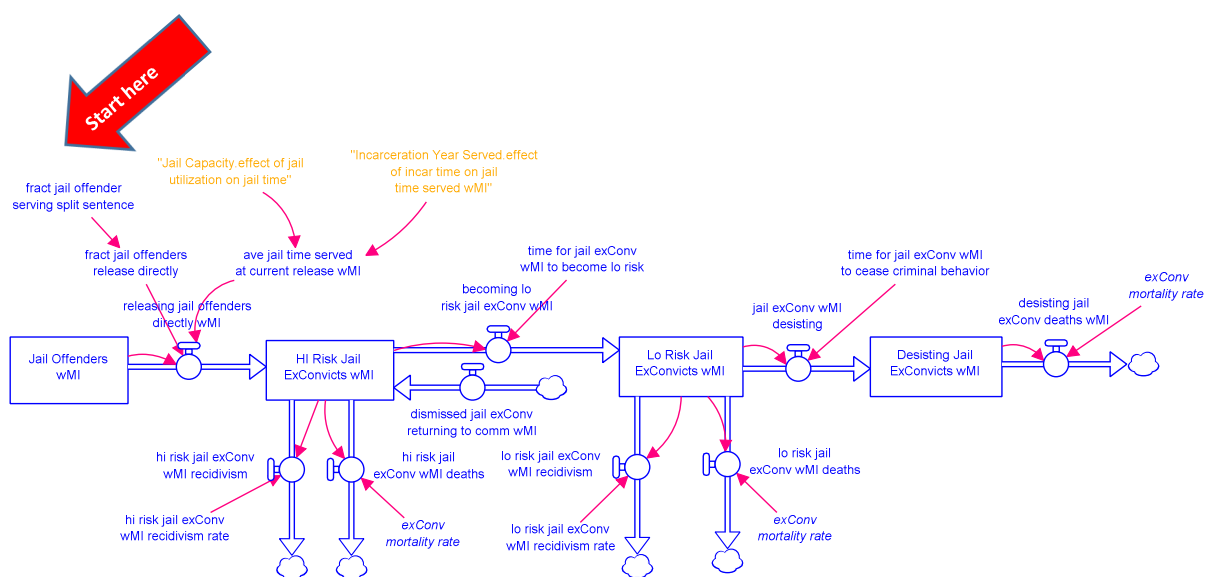 Start here
"Jail Capacity.effect of jail
utilization on jail time"
"Incarceration Year Served.effect
of incar time on jail
time served wMI"
fract jail offender
serving split sentence
fract jail offenders
release directly
ave jail time served
at current release wMI
time for jail exConv
wMI to become lo risk
time for jail exConv wMI
to cease criminal behavior
exConv
mortality rate
releasing jail offenders
directly wMI
becoming lo
risk jail exConv wMI
jail exConv wMI
desisting
desisting jail
exConv deaths wMI
Jail Offenders
wMI
HI Risk Jail
ExConvicts wMI
Lo Risk Jail
ExConvicts wMI
Desisting Jail
ExConvicts wMI
dismissed jail exConv
returning to comm wMI
hi risk jail exConv
wMI recidivism
hi risk jail
exConv wMI deaths
lo risk jail exConv
wMI recidivism
lo risk jail
exConv wMI deaths
hi risk jail exConv
wMI recidivism rate
exConv
mortality rate
lo risk jail exConv
wMI recidivism rate
exConv
mortality rate